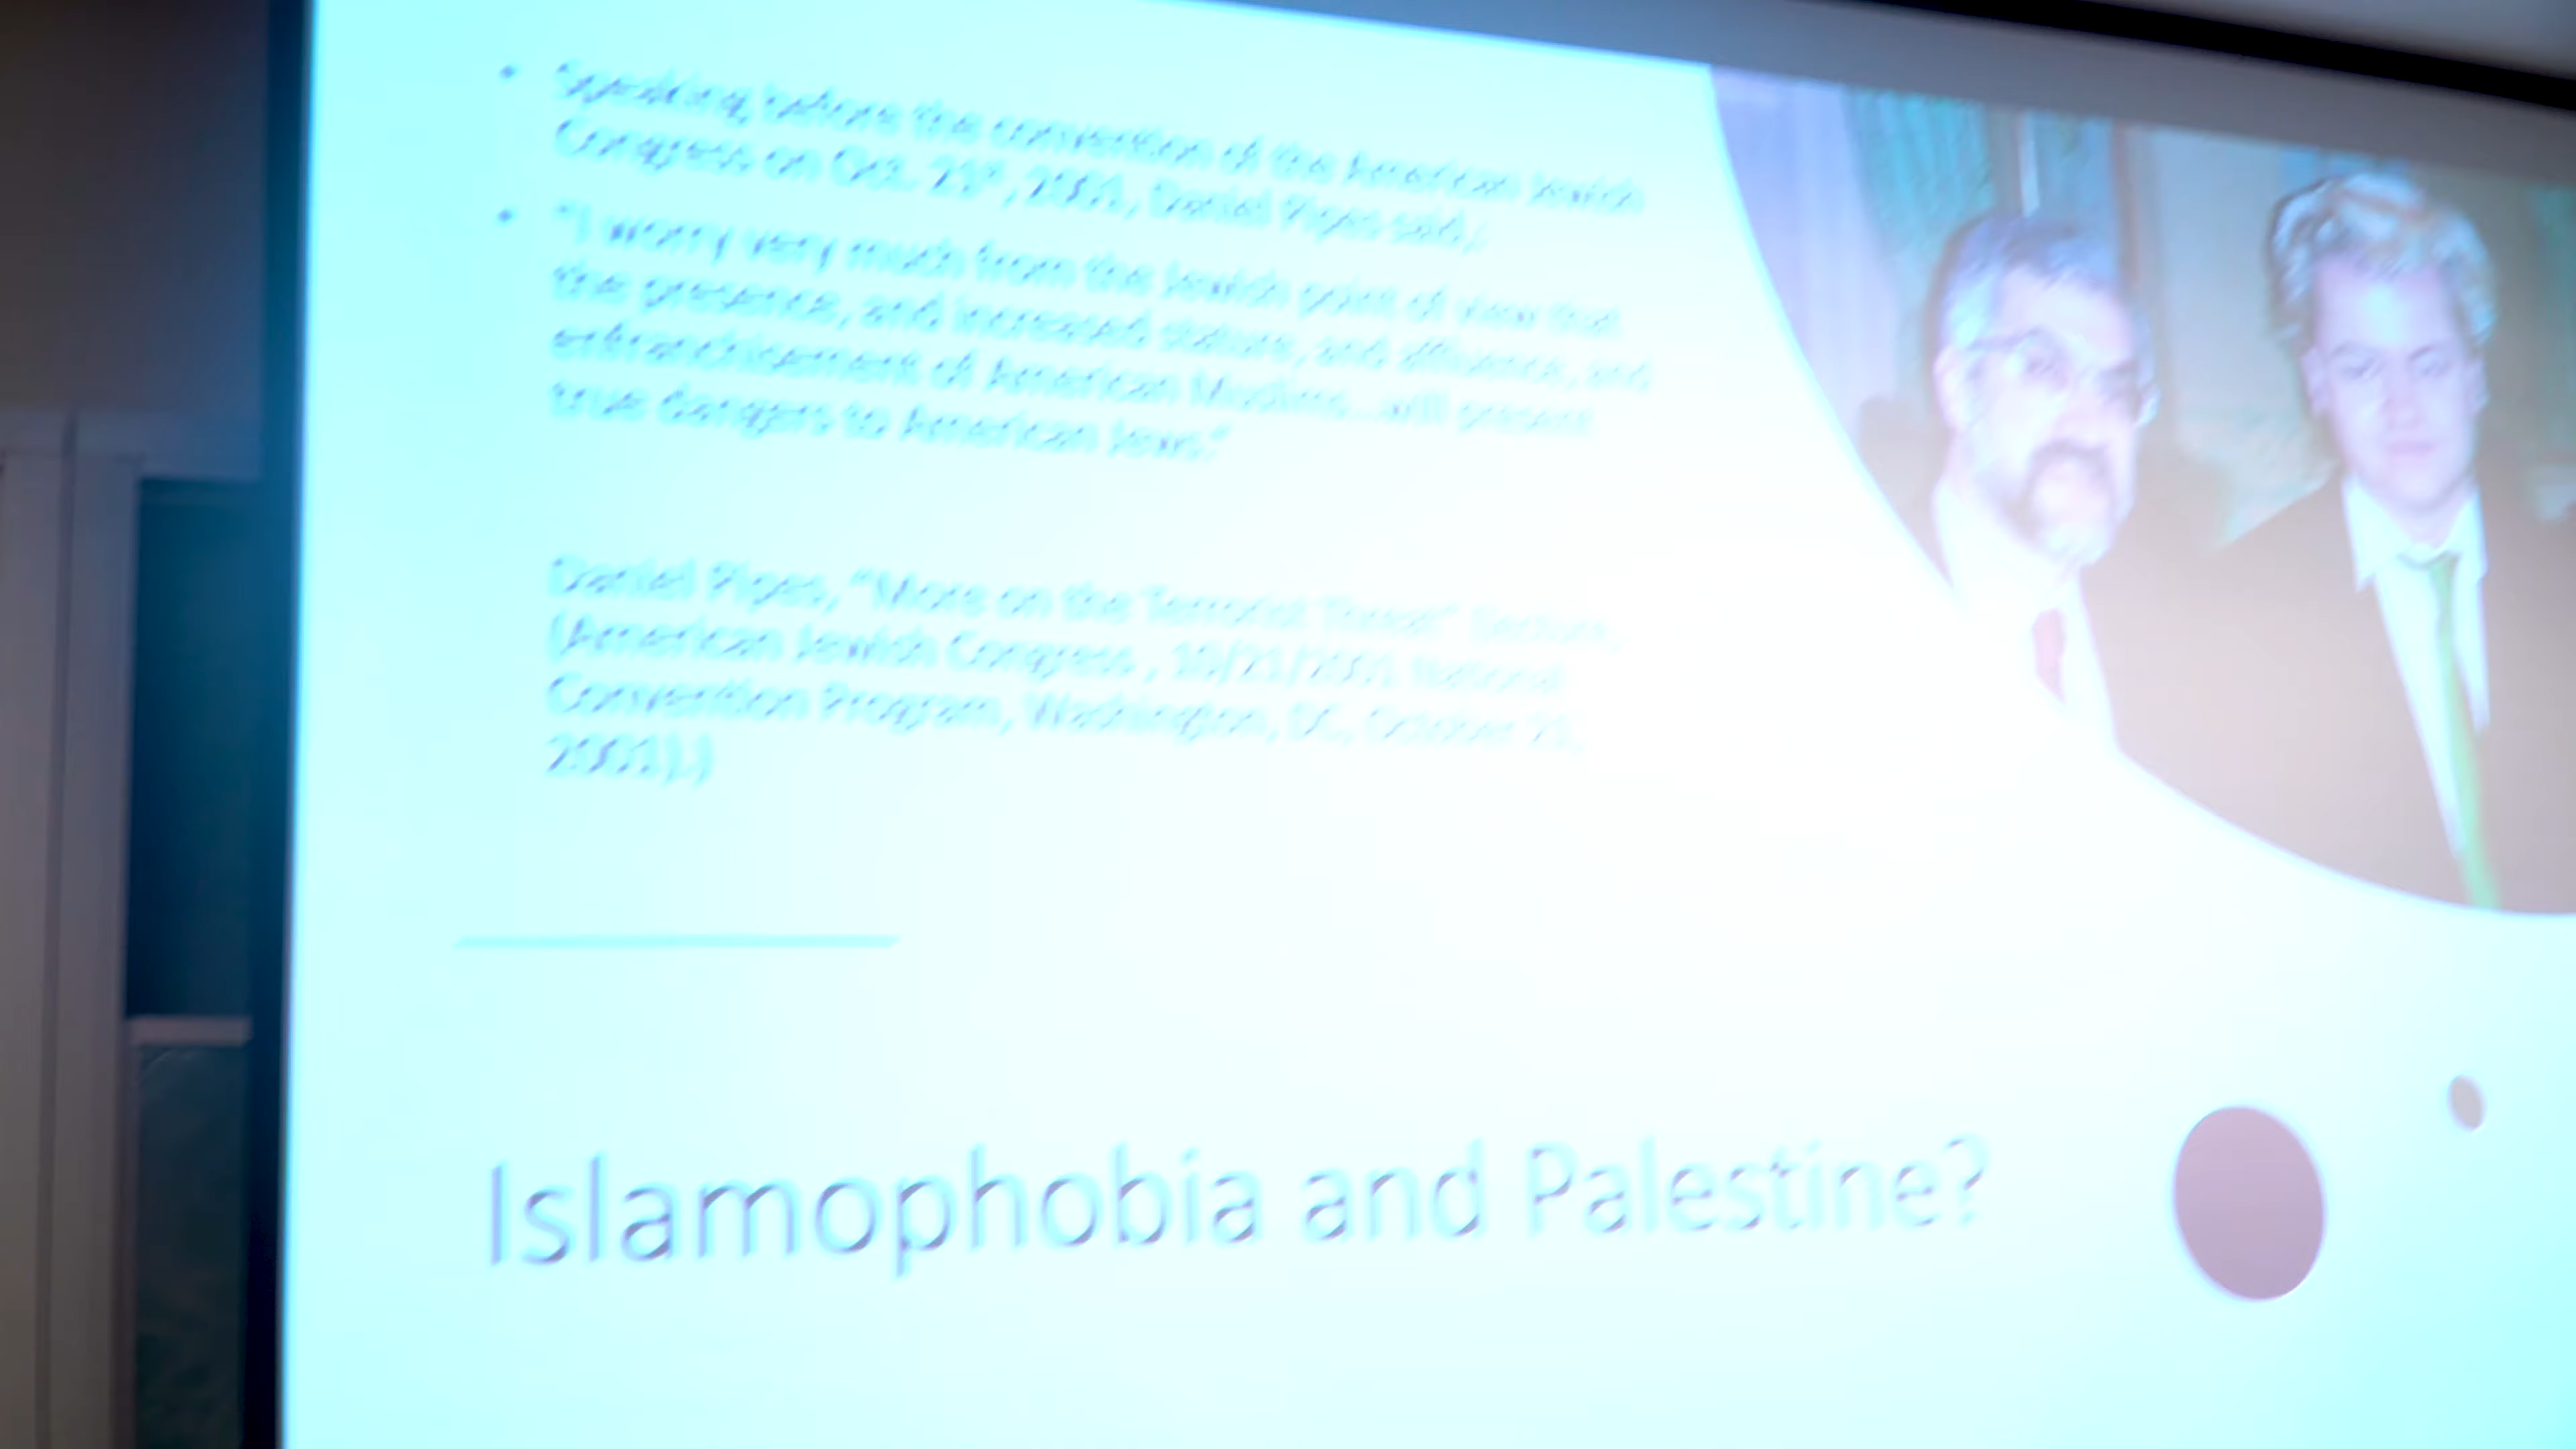 • Speaking before the convention of the American Jewish
Congress on Oct. 21st, 2001, Daniel Pipes said,
• "I worry very much from the Jewish point of view that
the presence, and increased stature, and affluence, and
enfranchisement of American Muslims...will present
true dangers to American Jews."
Daniel Pipes, "More on the Terrorist Threat" Lecture,
(American Jewish Congress , 10/21/2001 National
Convention Program, Washington, DC, October 21,
2001).)
Islamophobia and Palestine?